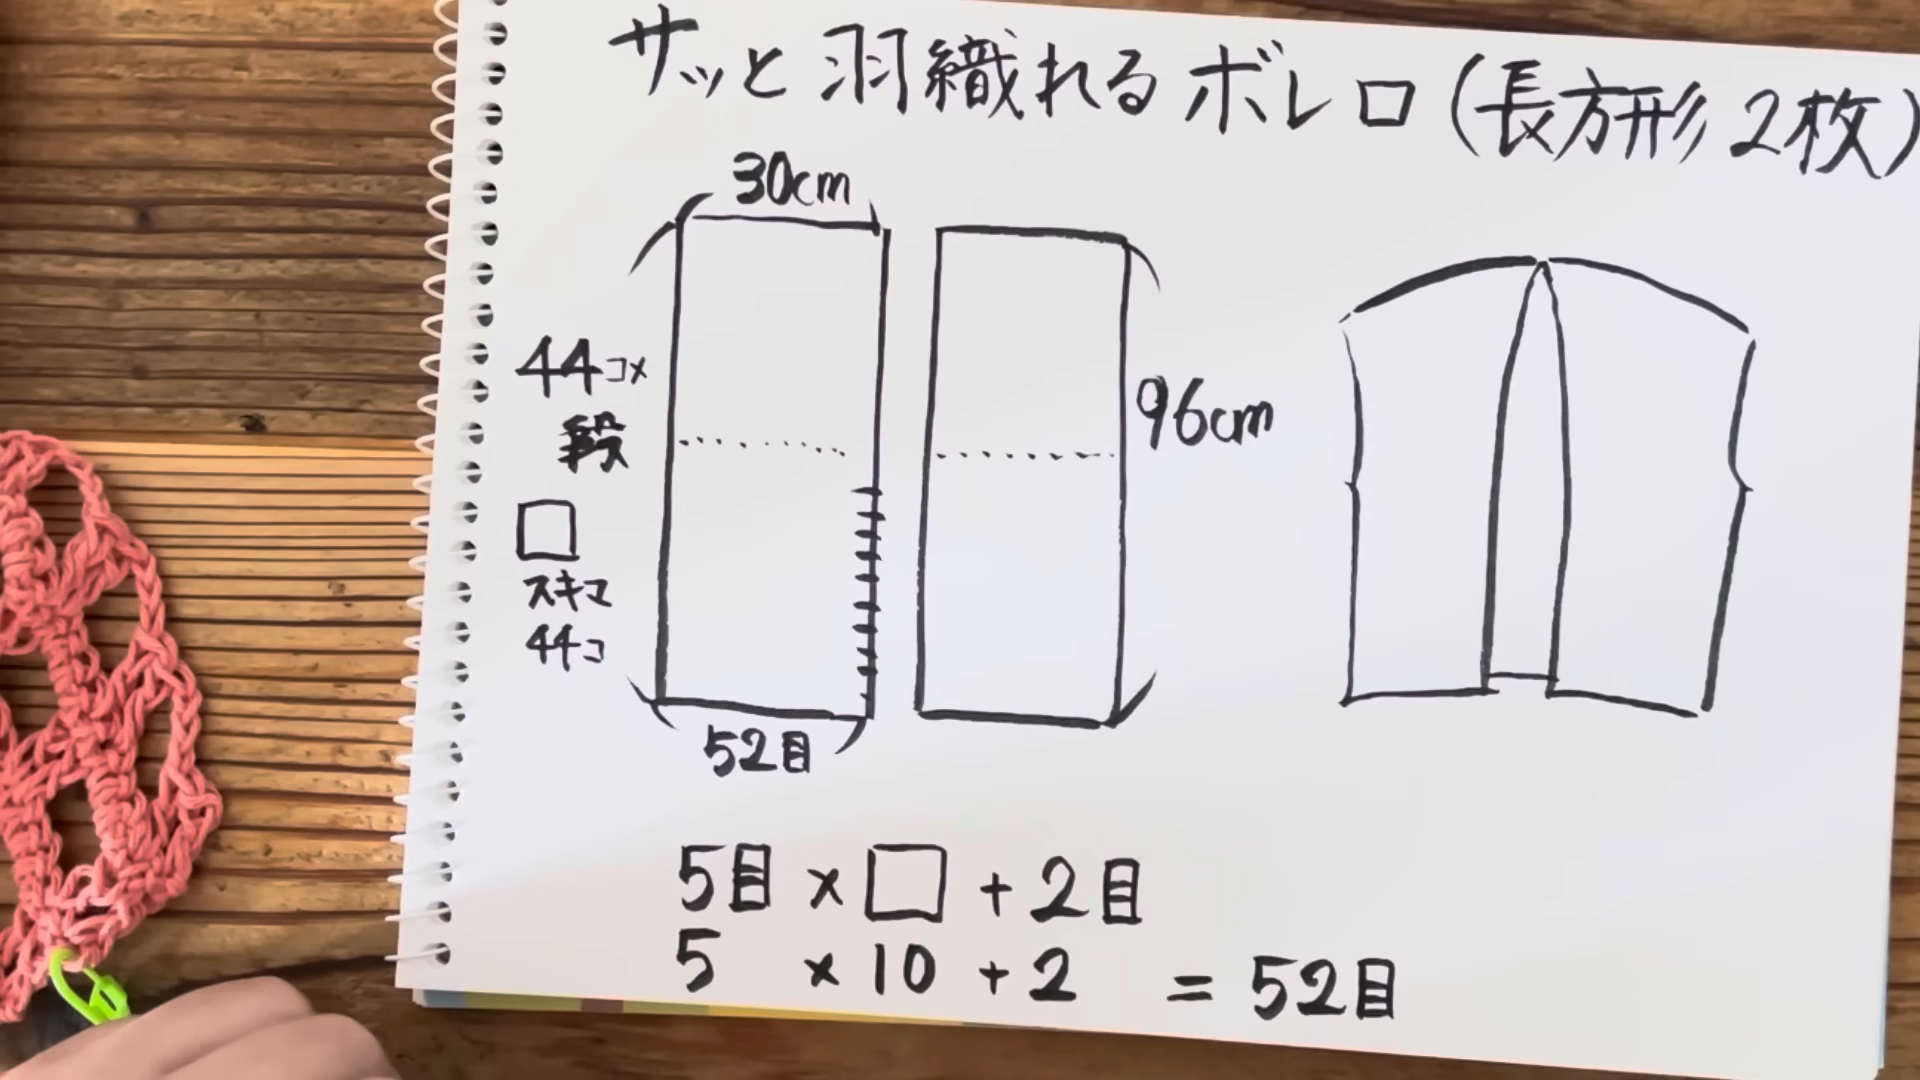 サッと羽織れるボレロ(長方形2枚)
30cm
44コ×
段
スキマ
44コ
96cm
52目
5目×□+2目
5×10+2=52目